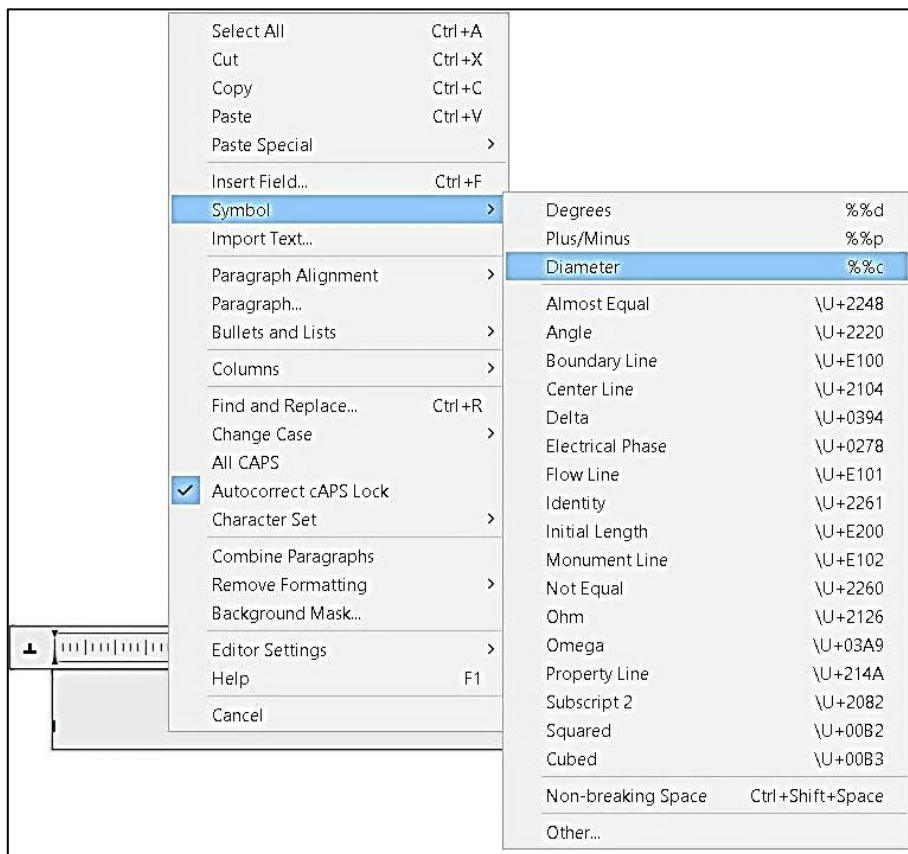 Select All Ctrl+A
Cut Ctrl+X
Copy Ctrl+C
Paste Ctrl+V
Paste Special >
Insert Field... Ctrl+F
Symbol >
Import Text...
Paragraph Alignment >
Paragraph...
Bullets and Lists >
Columns >
Find and Replace... Ctrl+R
Change Case >
All CAPS
Autocorrect cAPS Lock
Character Set >
Combine Paragraphs
Remove Formatting >
Background Mask...
Editor Settings >
Help F1
Cancel
Degrees %%d
Plus/Minus %%p
Diameter %%c
Almost Equal \U+2248
Angle \U+2220
Boundary Line \U+E100
Center Line \U+2104
Delta \U+0394
Electrical Phase \U+0278
Flow Line \U+E101
Identity \U+2261
Initial Length \U+E200
Monument Line \U+E102
Not Equal \U+2260
Ohm \U+2126
Omega \U+03A9
Property Line \U+214A
Subscript 2 \U+2082
Squared \U+00B2
Cubed \U+00B3
Non-breaking Space Ctrl+Shift+Space
Other...